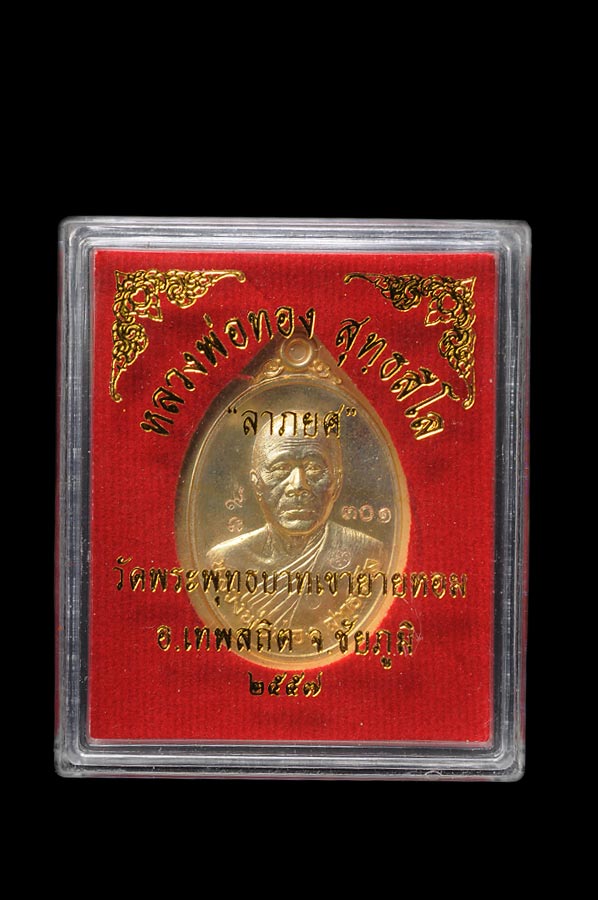 หลวงพ่อทอง สุทฺธสีโล
"ลาภยศ"
๓๐๑
วัดพระพุทธบาทเขายายหอม
อ.เทพสถิต จ.ชัยภูมิ
๒๕๕๗